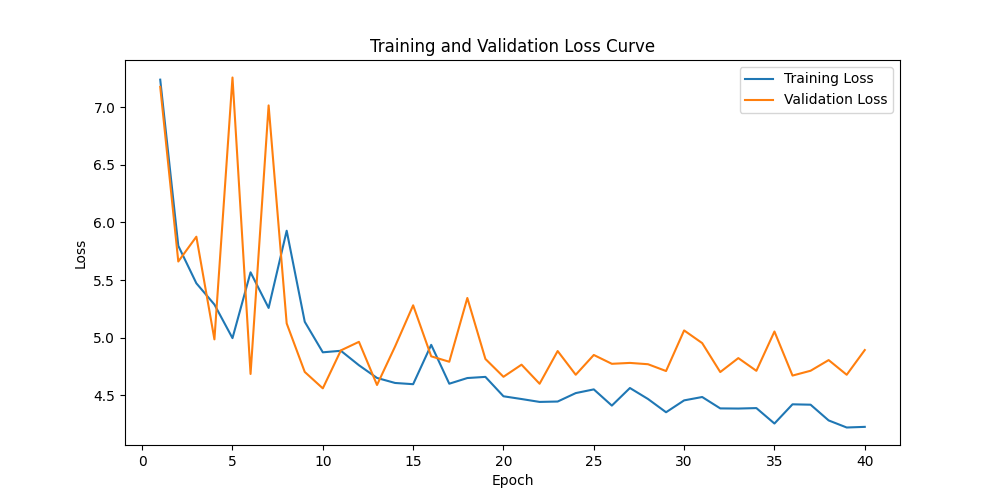 Training and Validation Loss Curve
Training Loss
Validation Loss
7.0
6.5
6.0
5.5
5.0
4.5
Loss
0 5 10 15 20 25 30 35 40
Epoch